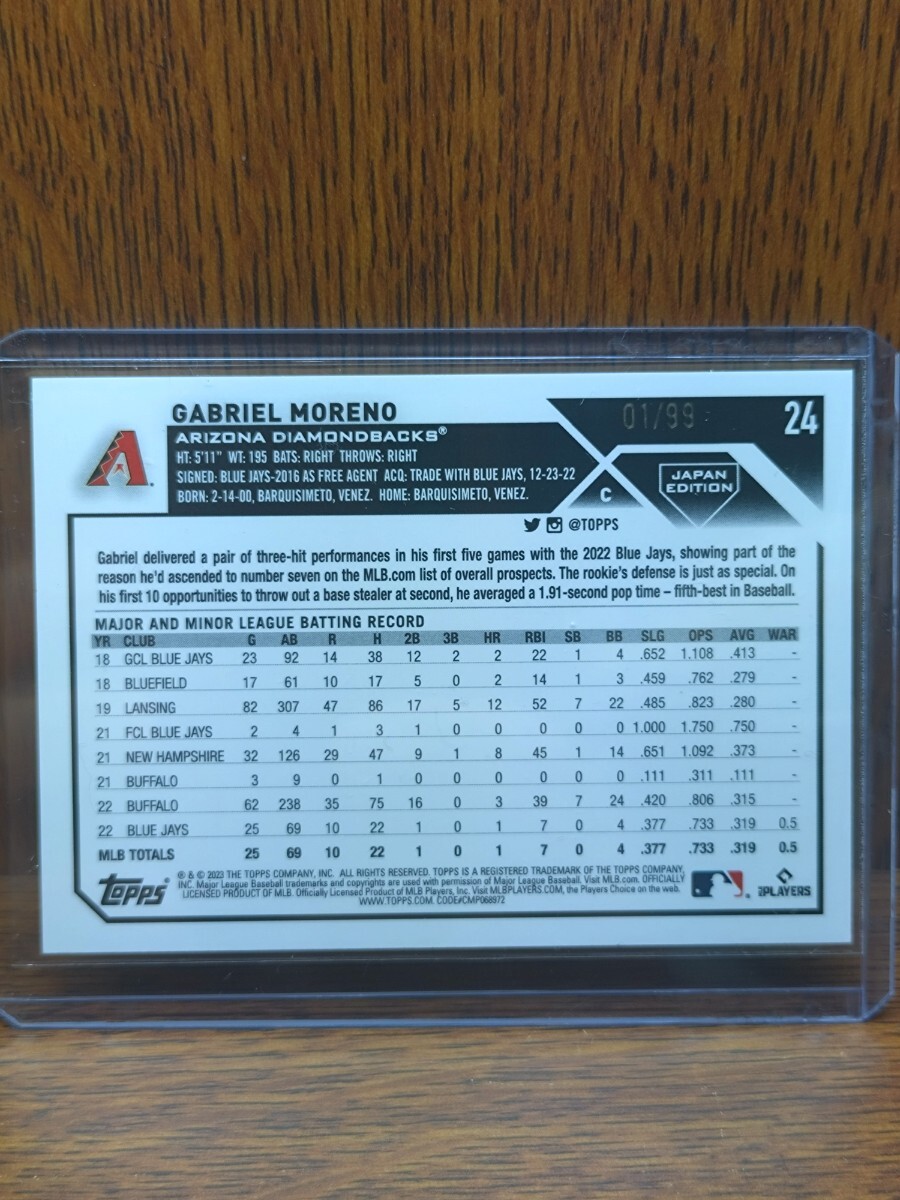 GABRIEL MORENO
01/99
24
ARIZONA DIAMONDBACKS®
HT: 5'11" WT: 195 BATS: RIGHT THROWS: RIGHT
SIGNED: BLUE JAYS-2016 AS FREE AGENT ACQ: TRADE WITH BLUE JAYS, 12-23-22
BORN: 2-14-00, BARQUISIMETO, VENEZ. HOME: BARQUISIMETO, VENEZ.
C
JAPAN
EDITION
@TOPPS
Gabriel delivered a pair of three-hit performances in his first five games with the 2022 Blue Jays, showing part of the
reason he'd ascended to number seven on the MLB.com list of overall prospects. The rookie's defense is just as special. On
his first 10 opportunities to throw out a base stealer at second, he averaged a 1.91-second pop time – fifth-best in Baseball.
MAJOR AND MINOR LEAGUE BATTING RECORD
YR CLUB G AB R H 2B 3B HR RBI SB BB SLG OPS AVG WAR
18 GCL BLUE JAYS 23 92 14 38 12 2 2 22 1 4 .652 1.108 .413 -
18 BLUEFIELD 17 61 10 17 5 0 2 14 1 3 .459 .762 .279 -
19 LANSING 82 307 47 86 17 5 12 52 7 22 .485 .823 .280 -
21 FCL BLUE JAYS 2 4 1 3 1 0 0 0 0 0 1.000 1.750 .750 -
21 NEW HAMPSHIRE 32 126 29 47 9 1 8 45 1 14 .651 1.092 .373 -
21 BUFFALO 3 9 0 1 0 0 0 0 0 0 .111 .311 .111 -
22 BUFFALO 62 238 35 75 16 0 3 39 7 24 .420 .806 .315 -
22 BLUE JAYS 25 69 10 22 1 0 1 7 0 4 .377 .733 .319 0.5
MLB TOTALS 25 69 10 22 1 0 1 7 0 4 .377 .733 .319 0.5
Topps
® & © 2023 THE TOPPS COMPANY, INC. ALL RIGHTS RESERVED. TOPPS IS A REGISTERED TRADEMARK OF THE TOPPS COMPANY,
INC. Major League Baseball trademarks and copyrights are used with permission of Major League Baseball. Visit MLB.com. OFFICIALLY
LICENSED PRODUCT OF MLB. Officially Licensed Product of MLB Players, Inc. Visit MLBPLAYERS.COM, the Players Choice on the web.
WWW.TOPPS.COM. CODE#CMP068972
PLAYERS